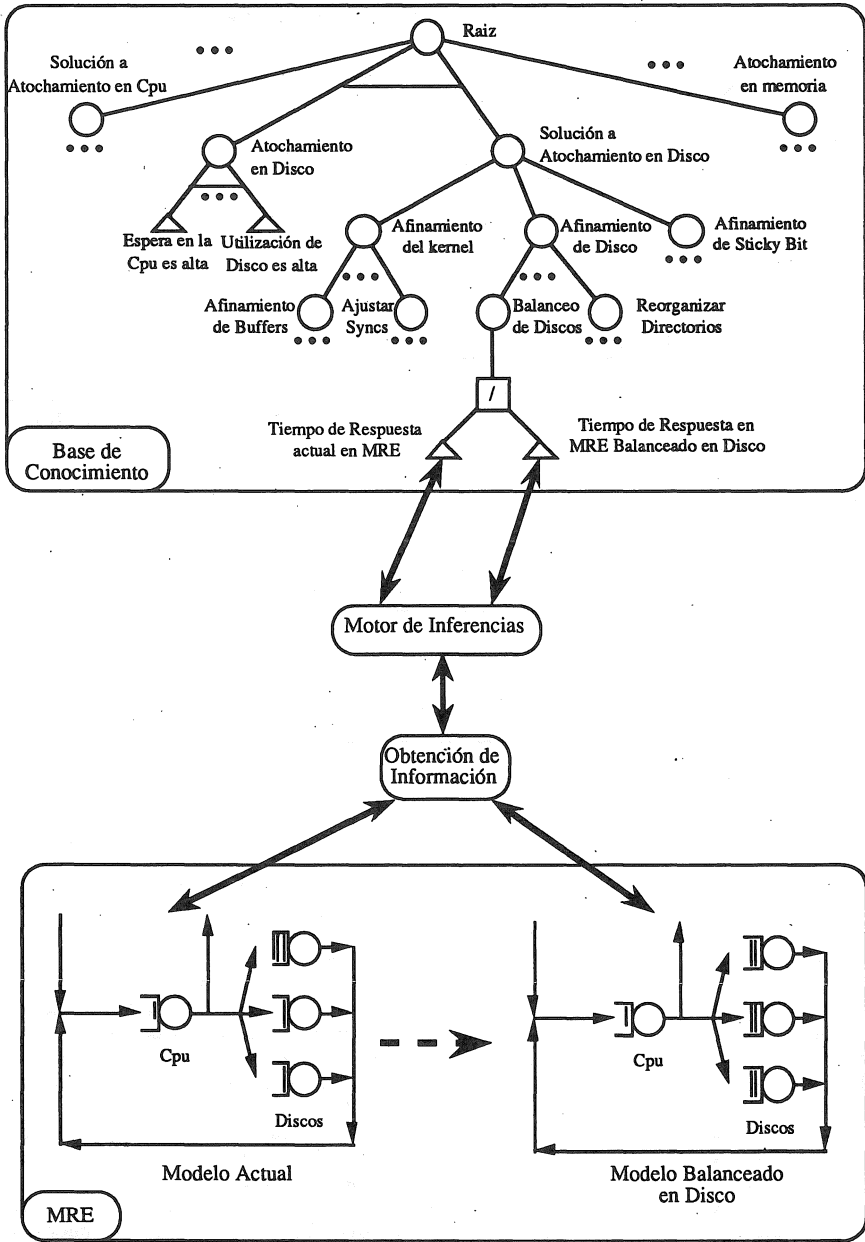 Raiz
Solución a
Atochamiento en Cpu
Atochamiento
en memoria
Atochamiento
en Disco
Solución a
Atochamiento en Disco
Espera en la
Cpu es alta
Utilización de
Disco es alta
Afinamiento
del kernel
Afinamiento
de Disco
Afinamiento
de Sticky Bit
Afinamiento
de Buffers
Ajustar
Syncs
Balanceo
de Discos
Reorganizar
Directorios
/
Tiempo de Respuesta
actual en MRE
Tiempo de Respuesta en
MRE Balanceado en Disco
Base de
Conocimiento
Motor de Inferencias
Obtención de
Información
Cpu
Discos
Modelo Actual
Cpu
Discos
Modelo Balanceado
en Disco
MRE